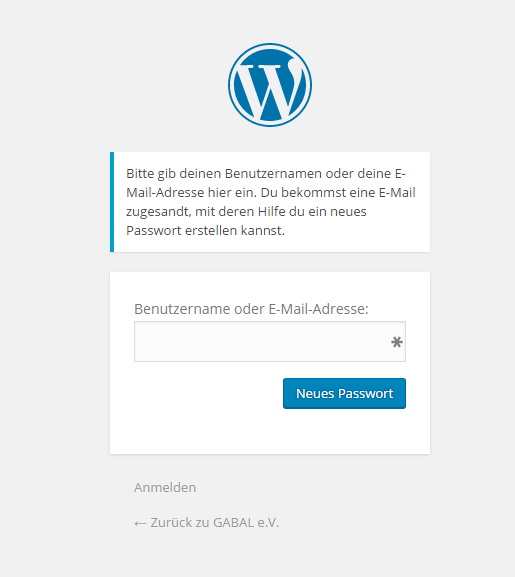 Bitte gib deinen Benutzernamen oder deine E-
Mail-Adresse hier ein. Du bekommst eine E-Mail
zugesandt, mit deren Hilfe du ein neues
Passwort erstellen kannst.
Benutzername oder E-Mail-Adresse:
Neues Passwort
Anmelden
← Zurück zu GABAL e.V.